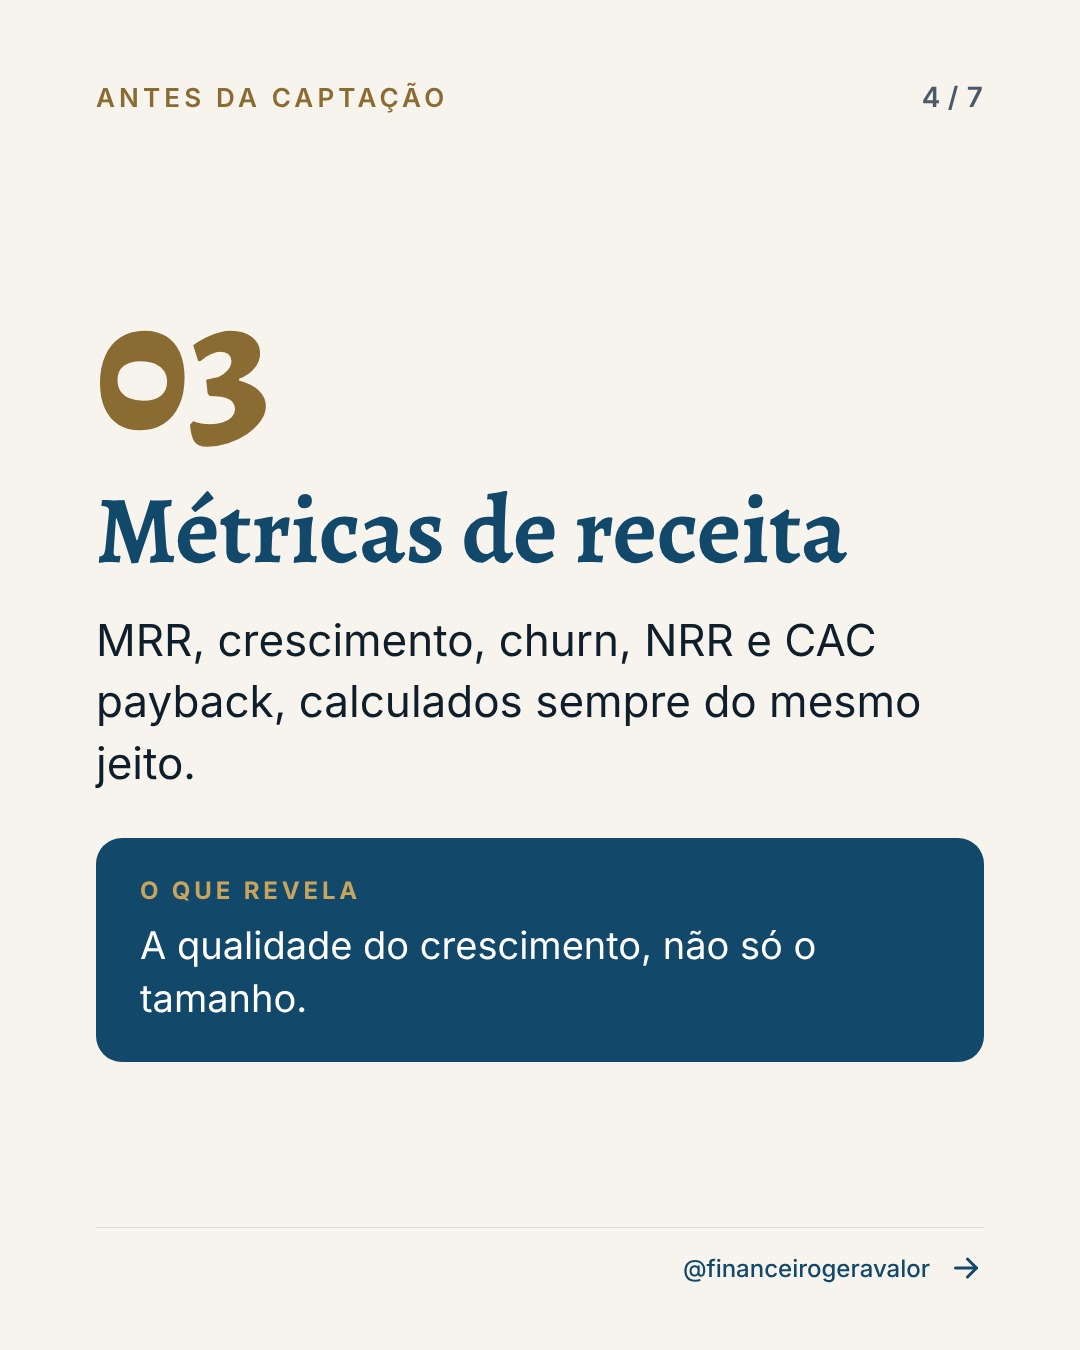 ANTES DA CAPTAÇÃO
4 / 7
03
Métricas de receita
MRR, crescimento, churn, NRR e CAC
payback, calculados sempre do mesmo
jeito.
O QUE REVELA
A qualidade do crescimento, não só o
tamanho.
@financeirogeravalor →